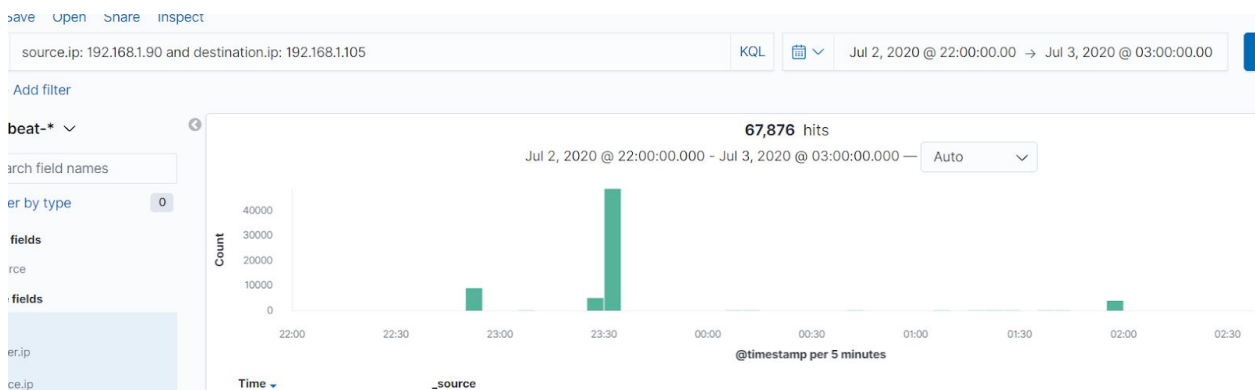 Save Open Share Inspect
source.ip: 192.168.1.90 and destination.ip: 192.168.1.105 KQL Jul 2, 2020 @ 22:00:00.00 → Jul 3, 2020 @ 03:00:00.00
Add filter
beat-*
67,876 hits
Jul 2, 2020 @ 22:00:00.000 - Jul 3, 2020 @ 03:00:00.000 — Auto
arch field names
er by type 0
fields
rce
fields
er.ip
ce.ip
Count
40000
30000
20000
10000
0
22:00 22:30 23:00 23:30 00:00 00:30 01:00 01:30 02:00 02:30
@timestamp per 5 minutes
Time _source